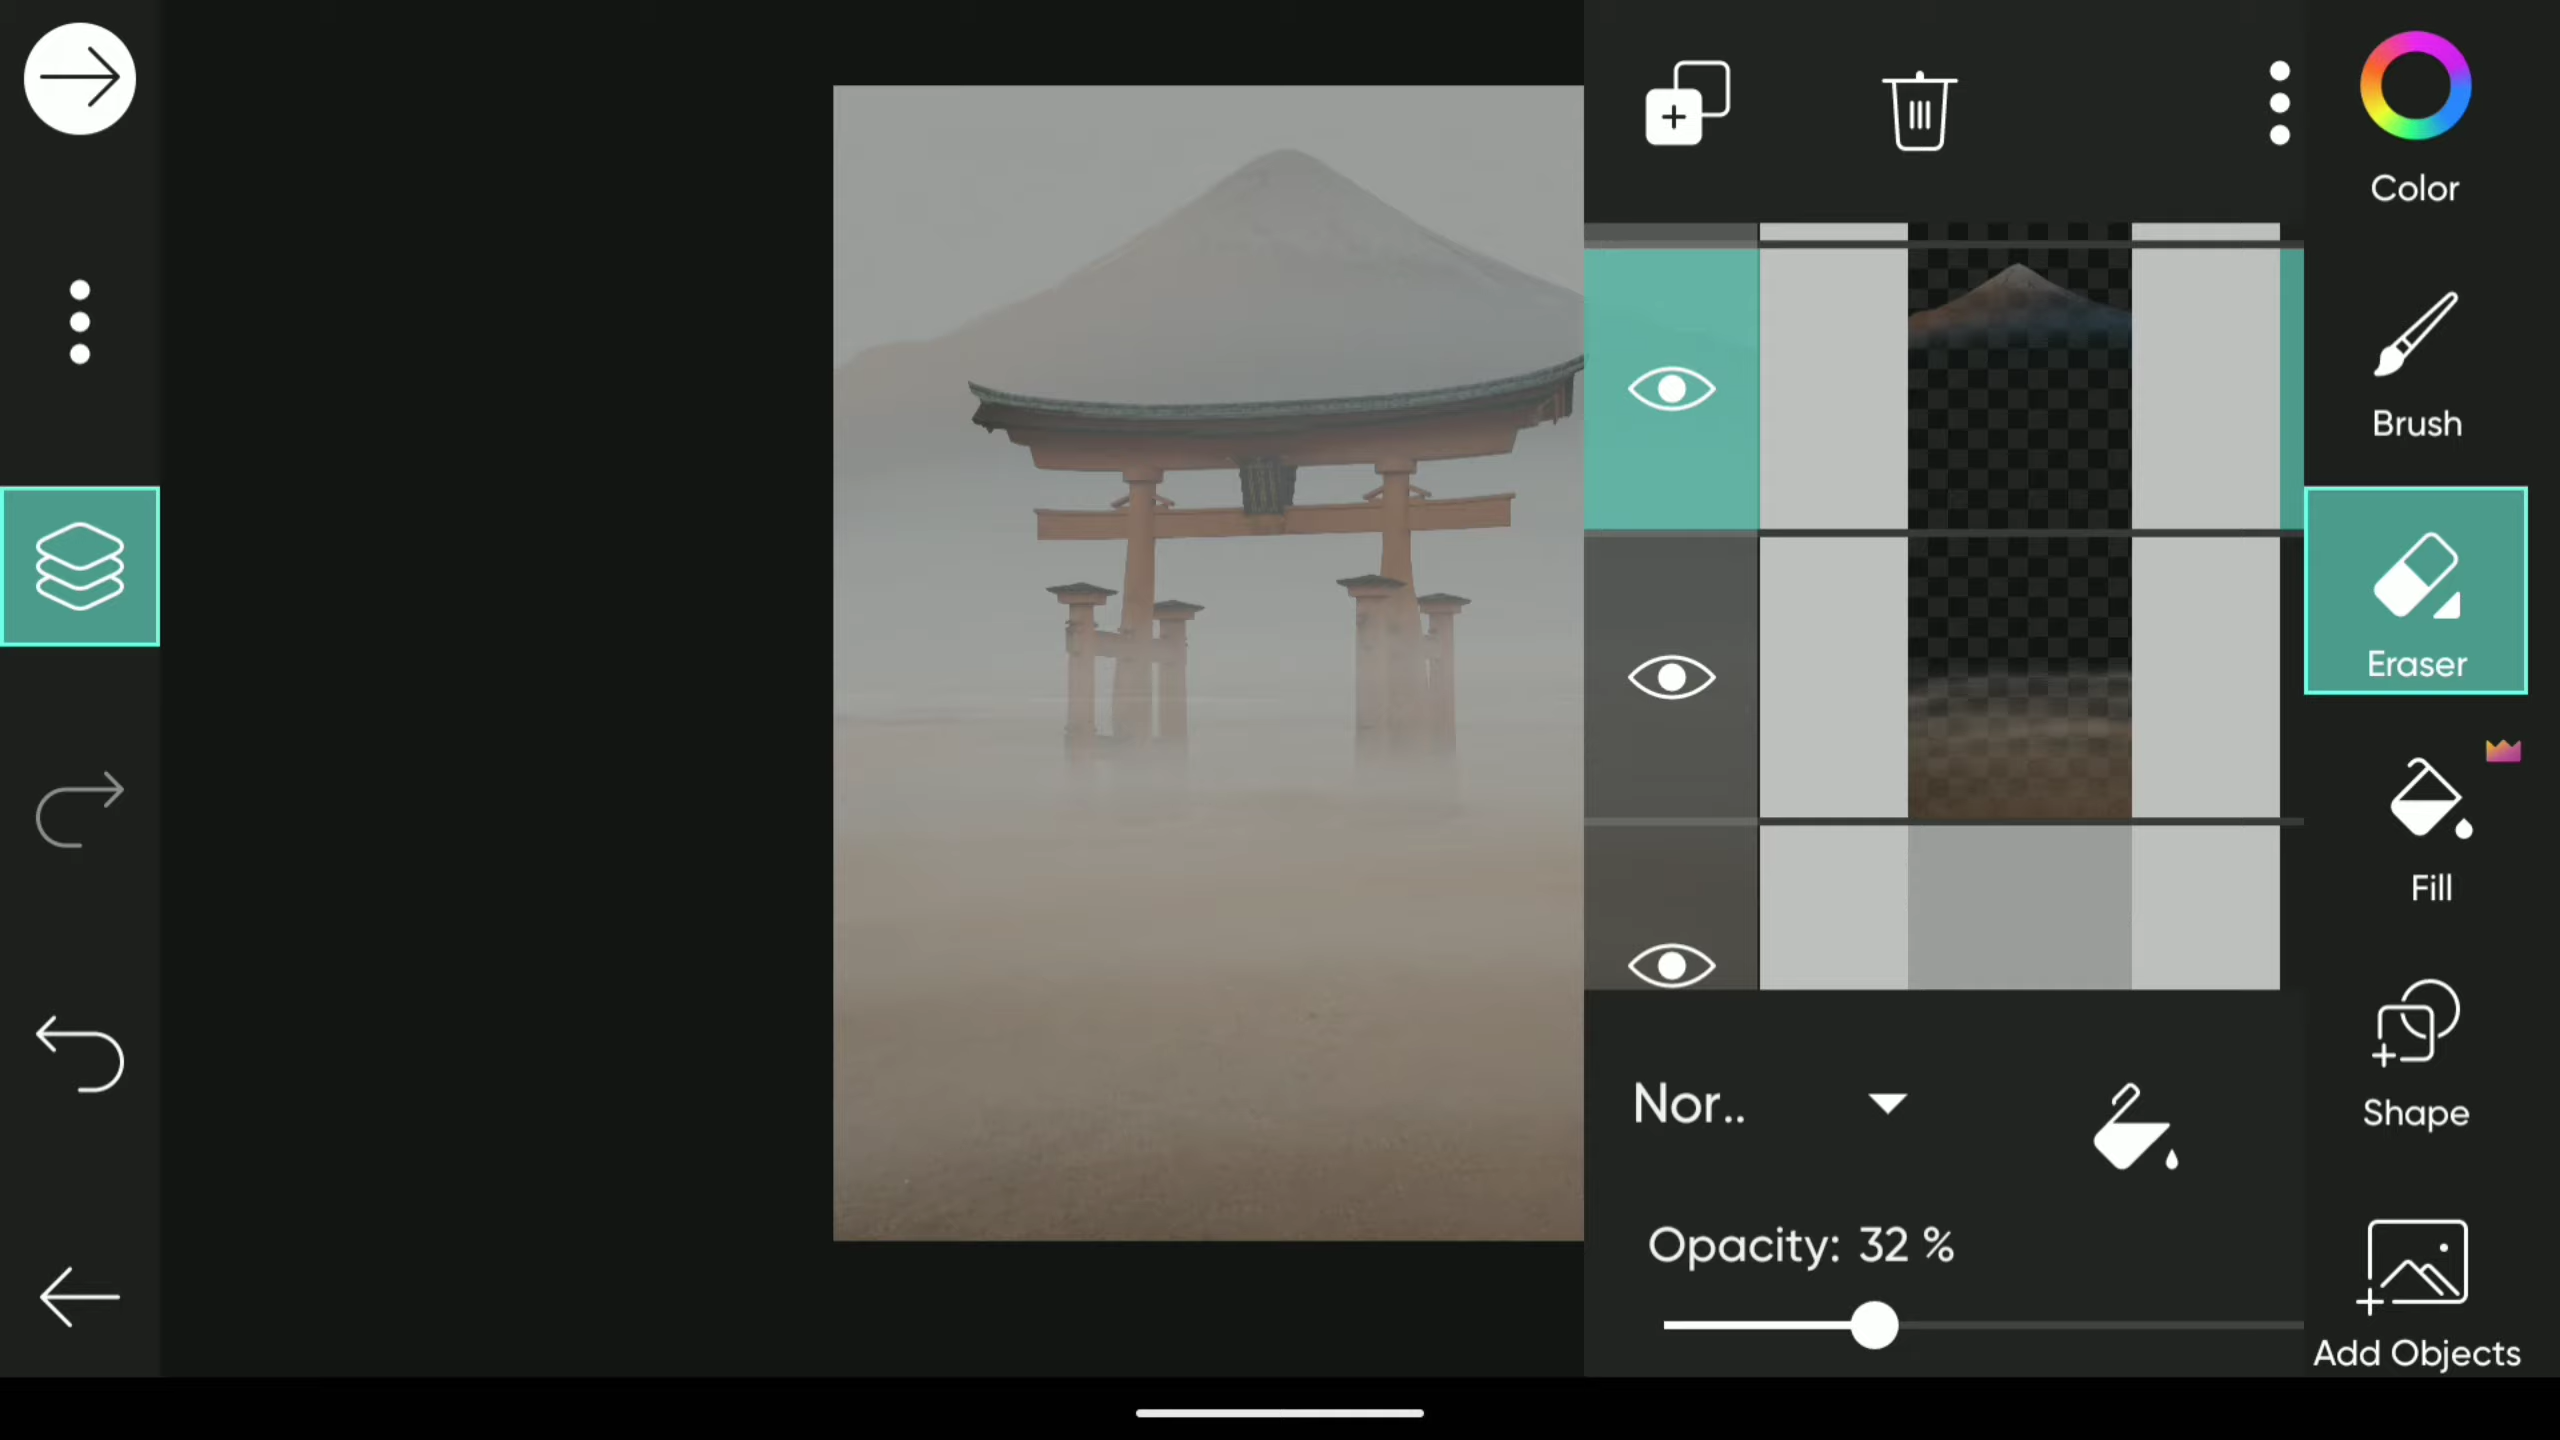 Color
Brush
Eraser
Fill
Shape
Add Objects
Nor..
Opacity: 32 %